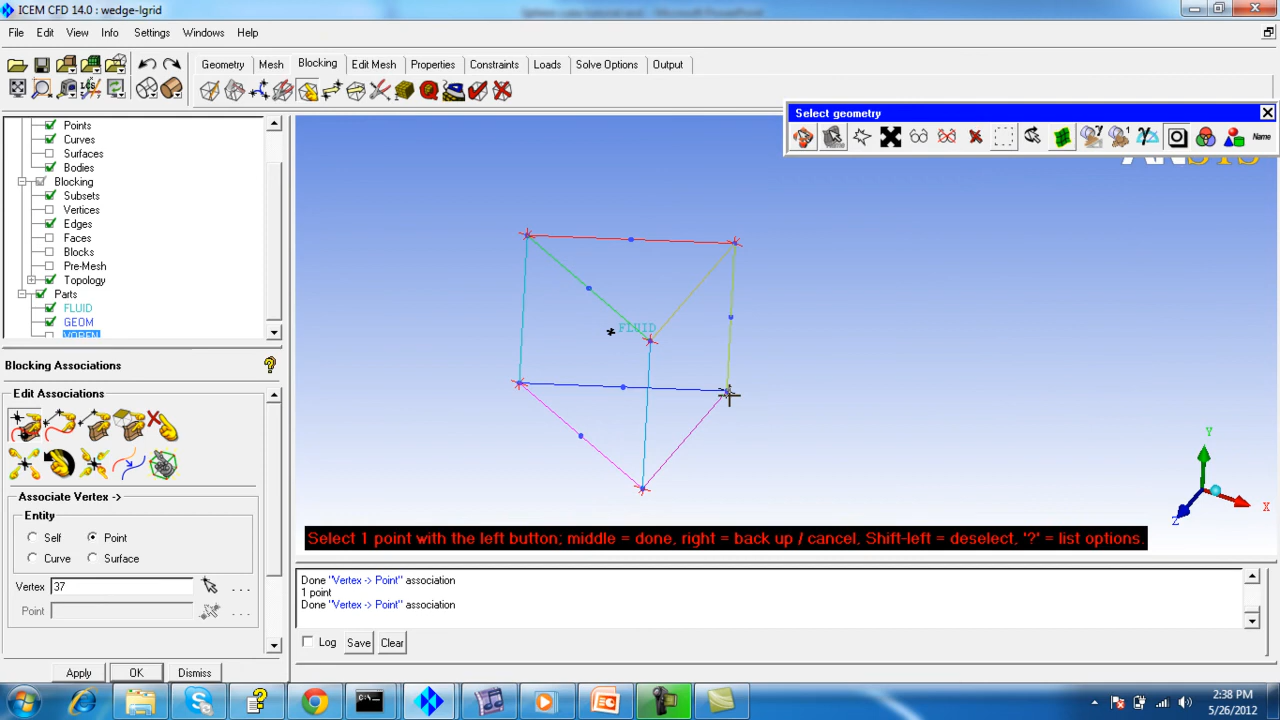 ICEM CFD 14.0 : wedge-lgrid
File Edit View Info Settings Windows Help
Geometry Mesh Blocking Edit Mesh Properties Constraints Loads Solve Options Output
Select geometry
Name
ANSYS
Points
Curves
Surfaces
Bodies
Blocking
Subsets
Vertices
Edges
Faces
Blocks
Pre-Mesh
Topology
Parts
FLUID
GEOM
VORFN
FLUID
Y
X
Z
Blocking Associations
Edit Associations
Associate Vertex ->
Entity
Self Point
Curve Surface
Vertex 37
Point
Apply OK Dismiss
Select 1 point with the left button; middle = done, right = back up / cancel, Shift-left = deselect, '?' = list options.
Done "Vertex -> Point" association
1 point
Done "Vertex -> Point" association
Log Save Clear
2:38 PM
5/26/2012